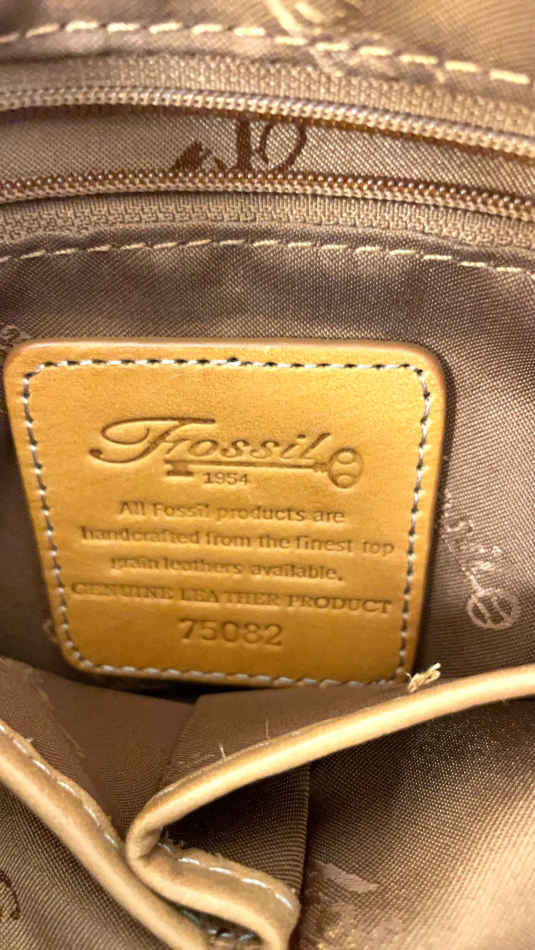 Fossil
1954
All Fossil products are
handcrafted from the finest top
grain leathers available.
GENUINE LEATHER PRODUCT
75082